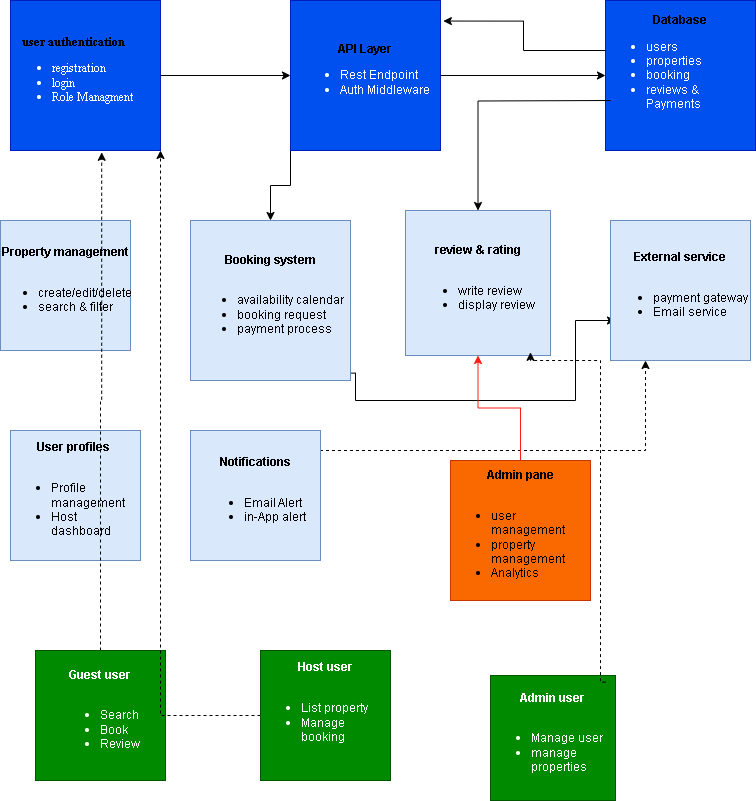 user authentication
registration
login
Role Managment
API Layer
Rest Endpoint
Auth Middleware
Database
users
properties
booking
reviews &
Payments
Property management
create/edit/delete
search & filter
Booking system
availability calendar
booking request
payment process
review & rating
write review
display review
External service
payment gateway
Email service
User profiles
Profile
management
Host
dashboard
Notifications
Email Alert
in-App alert
Admin pane
user
management
property
management
Analytics
Guest user
Search
Book
Review
Host user
List property
Manage
booking
Admin user
Manage user
manage
properties